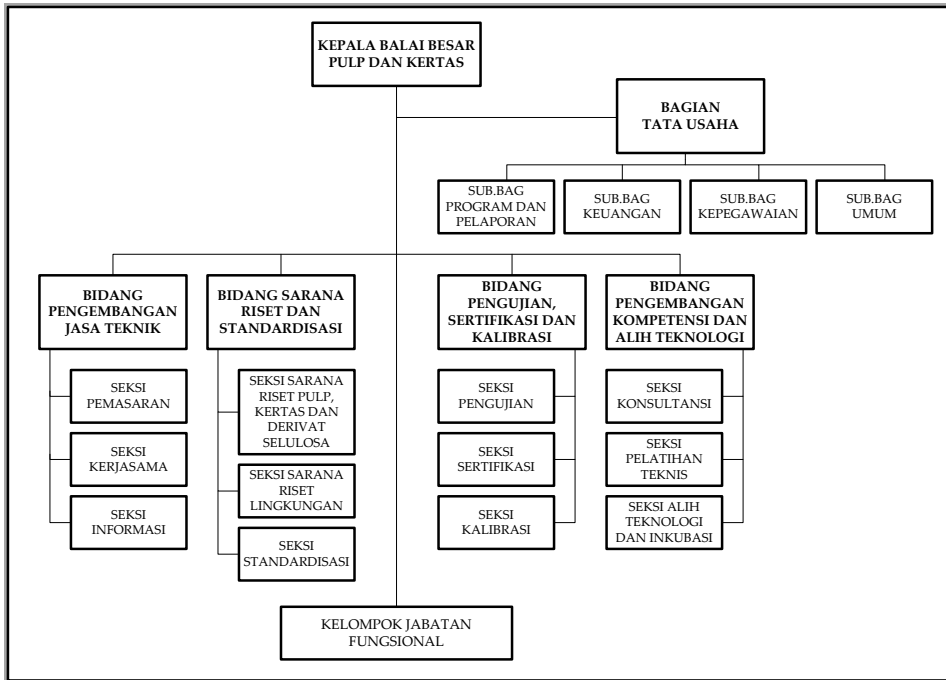 KEPALA BALAI BESAR
PULP DAN KERTAS
BAGIAN
TATA USAHA
SUB.BAG
PROGRAM DAN
PELAPORAN
SUB.BAG
KEUANGAN
SUB.BAG
KEPEGAWAIAN
SUB.BAG
UMUM
BIDANG
PENGEMBANGAN
JASA TEKNIK
BIDANG SARANA
RISET DAN
STANDARDISASI
BIDANG
PENGUJIAN,
SERTIFIKASI DAN
KALIBRASI
BIDANG
PENGEMBANGAN
KOMPETENSI DAN
ALIH TEKNOLOGI
SEKSI
PEMASARAN
SEKSI
KERJASAMA
SEKSI
INFORMASI
SEKSI SARANA
RISET PULP,
KERTAS DAN
DERIVAT
SELULOSA
SEKSI SARANA
RISET
LINGKUNGAN
SEKSI
STANDARDISASI
SEKSI
PENGUJIAN
SEKSI
SERTIFIKASI
SEKSI
KALIBRASI
SEKSI
KONSULTANSI
SEKSI
PELATIHAN
TEKNIS
SEKSI ALIH
TEKNOLOGI
DAN INKUBASI
KELOMPOK JABATAN
FUNGSIONAL